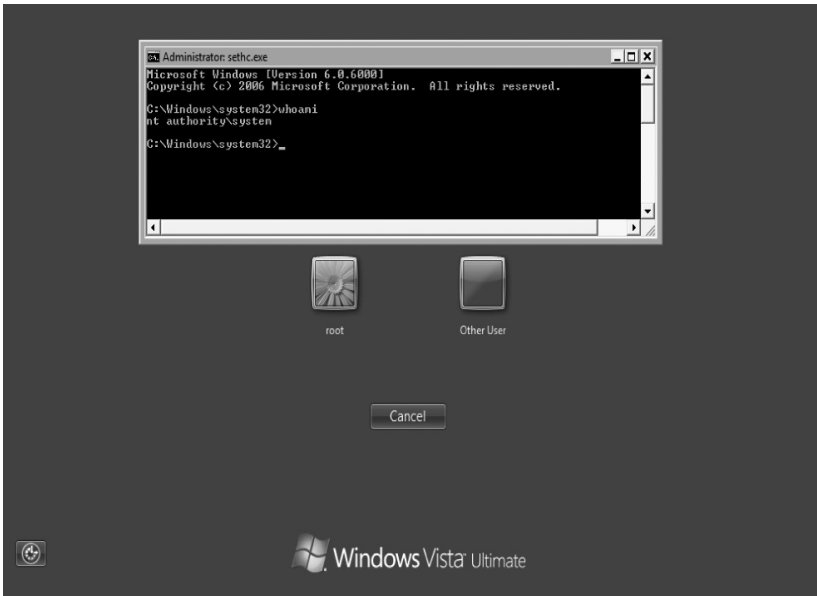 Administrator: sethc.exe
Microsoft Windows [Version 6.0.6000]
Copyright (c) 2006 Microsoft Corporation.  All rights reserved.
C:\Windows\system32>whoami
nt authority\system
C:\Windows\system32>_
root
Other User
Cancel
Windows Vista™ Ultimate